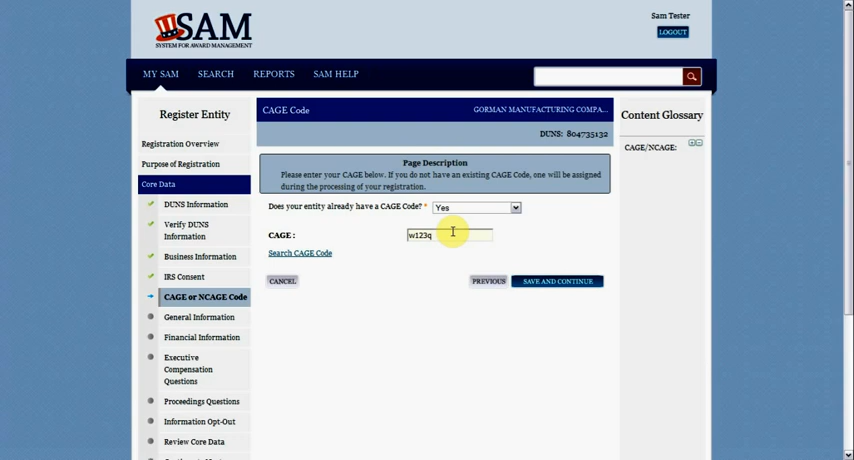 Sam Tester
LOGOUT
SAM
SYSTEM FOR AWARD MANAGEMENT
MY SAM SEARCH REPORTS SAM HELP
Register Entity
Registration Overview
Purpose of Registration
Core Data
DUNS Information
Verify DUNS
Information
Business Information
IRS Consent
CAGE or NCAGE Code
General Information
Financial Information
Executive
Compensation
Questions
Proceedings Questions
Information Opt-Out
Review Core Data
CAGE Code GORMAN MANUFACTURING COMPA...
DUNS: 804735132
Page Description
Please enter your CAGE below. If you do not have an existing CAGE Code, one will be assigned
during the processing of your registration.
Does your entity already have a CAGE Code? * Yes
CAGE : w123q
Search CAGE Code
CANCEL PREVIOUS SAVE AND CONTINUE
Content Glossary
CAGE/NCAGE: